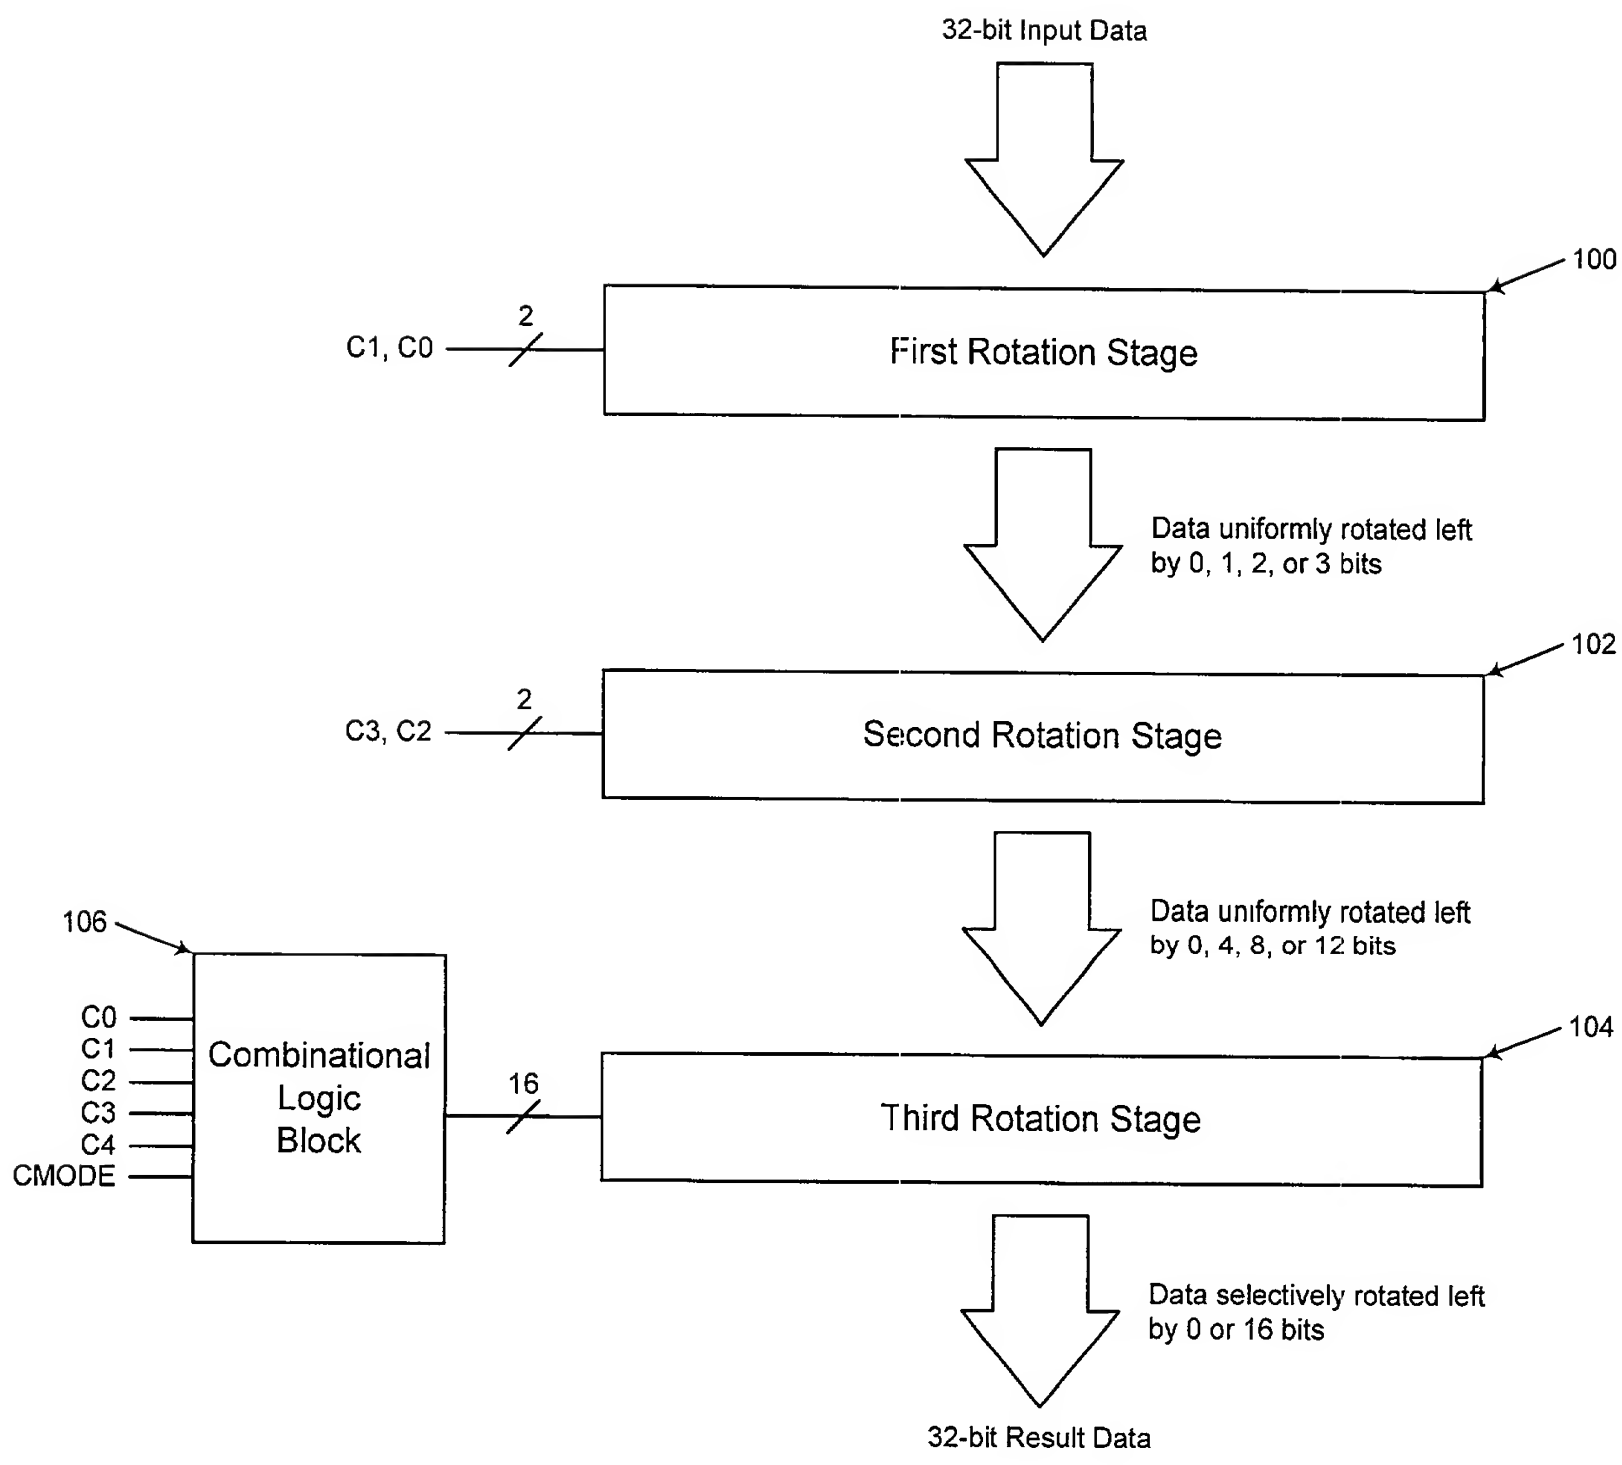 32-bit Input Data
100
2
C1, C0
First Rotation Stage
Data uniformly rotated left
by 0, 1, 2, or 3 bits
102
2
C3, C2
Second Rotation Stage
Data uniformly rotated left
by 0, 4, 8, or 12 bits
106
104
C0
C1
C2
C3
C4
CMODE
Combinational
Logic
Block
16
Third Rotation Stage
Data selectively rotated left
by 0 or 16 bits
32-bit Result Data